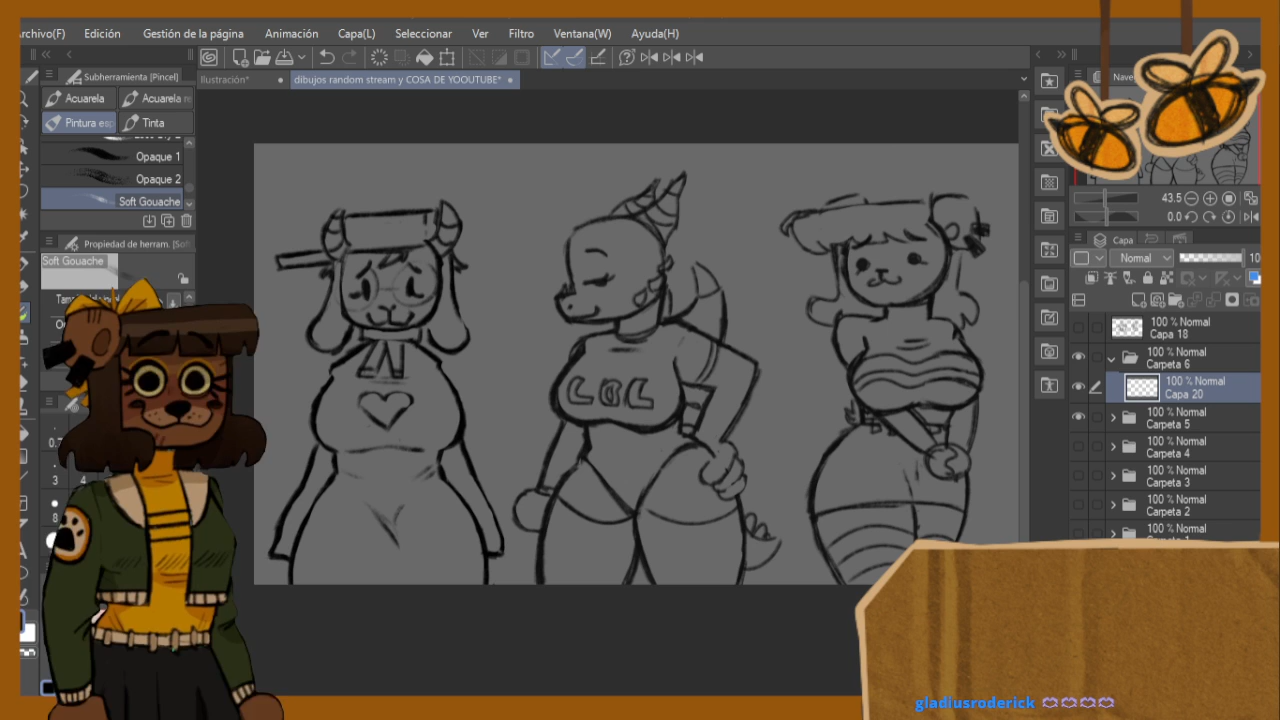 Archivo(F) Edición Gestión de la página Animación Capa(L) Seleccionar Ver Filtro Ventana(W) Ayuda(H)
Subherramienta [Pincel]
Ilustración*
dibujos random stream y COSA DE YOOUTUBE*
Acuarela
Acuarela
Pintura
Tinta
Opaque 1
Opaque 2
Soft Gouache
Propiedad de herram.
Soft Gouache
3 4
8
LOL
43.5
0.0
Capa
Normal
100 % Normal
Capa 18
100 % Normal
Carpeta 6
100 % Normal
Capa 20
100 % Normal
Carpeta 5
100 % Normal
Carpeta 4
100 % Normal
Carpeta 3
100 % Normal
Carpeta 2
100 % Normal
gladiusroderick